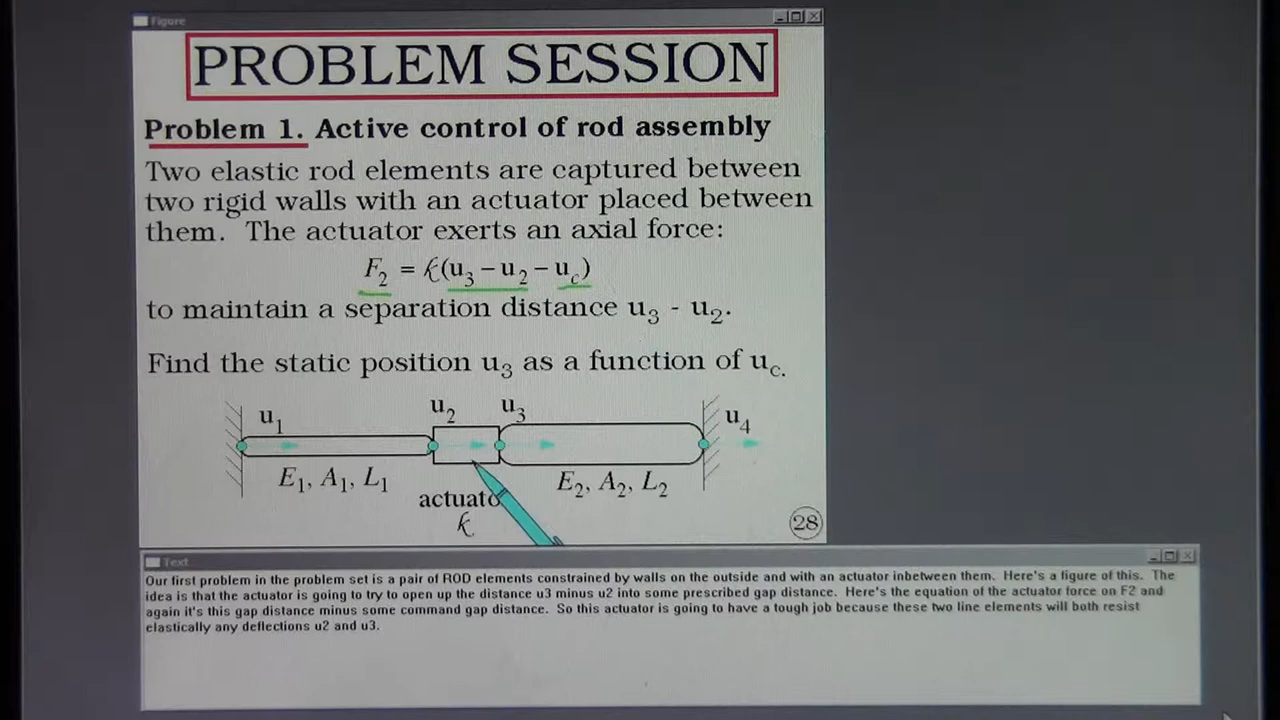 Figure
PROBLEM SESSION
Problem 1. Active control of rod assembly
Two elastic rod elements are captured between
two rigid walls with an actuator placed between
them. The actuator exerts an axial force:
F₂ = k(u₃ – u₂ – u_c)
to maintain a separation distance u₃ - u₂.
Find the static position u₃ as a function of u_c.
u₁ u₂ u₃ u₄
E₁, A₁, L₁ E₂, A₂, L₂
actuato
k
28
Text
Our first problem in the problem set is a pair of ROD elements constrained by walls on the outside and with an actuator inbetween them. Here's a figure of this. The
idea is that the actuator is going to try to open up the distance u3 minus u2 into some prescribed gap distance. Here's the equation of the actuator force on F2 and
again it's this gap distance minus some command gap distance. So this actuator is going to have a tough job because these two line elements will both resist
elastically any deflections u2 and u3.